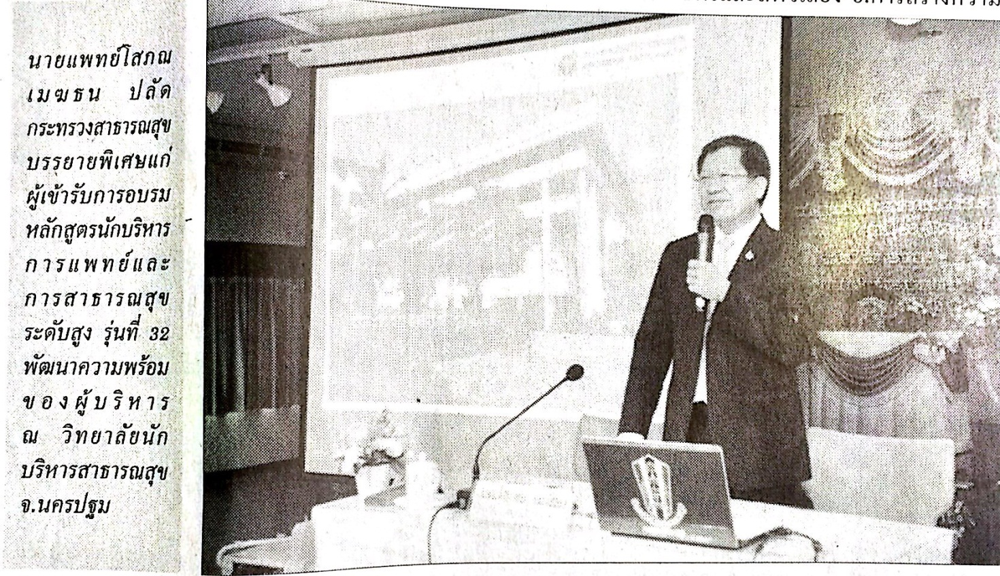 นายแพทย์โสภณ
เมฆธน ปลัด
กระทรวงสาธารณสุข
บรรยายพิเศษแก่
ผู้เข้ารับการอบรม
หลักสูตรนักบริหาร
การแพทย์และ
การสาธารณสุข
ระดับสูง รุ่นที่ 32
พัฒนาความพร้อม
ของผู้บริหาร
ณ วิทยาลัยนัก
บริหารสาธารณสุข
จ.นครปฐม